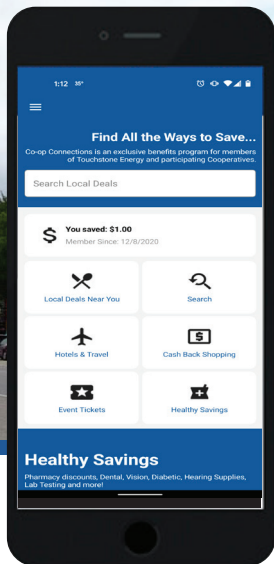 1:12 35°
Find All the Ways to Save...
Co-op Connections is an exclusive benefits program for members
of Touchstone Energy and participating Cooperatives.
Search Local Deals
$ You saved: $1.00
Member Since: 12/8/2020
Local Deals Near You
Search
Hotels & Travel
$
Cash Back Shopping
Event Tickets
Healthy Savings
Healthy Savings
Pharmacy discounts, Dental, Vision, Diabetic, Hearing Supplies,
Lab Testing and more!